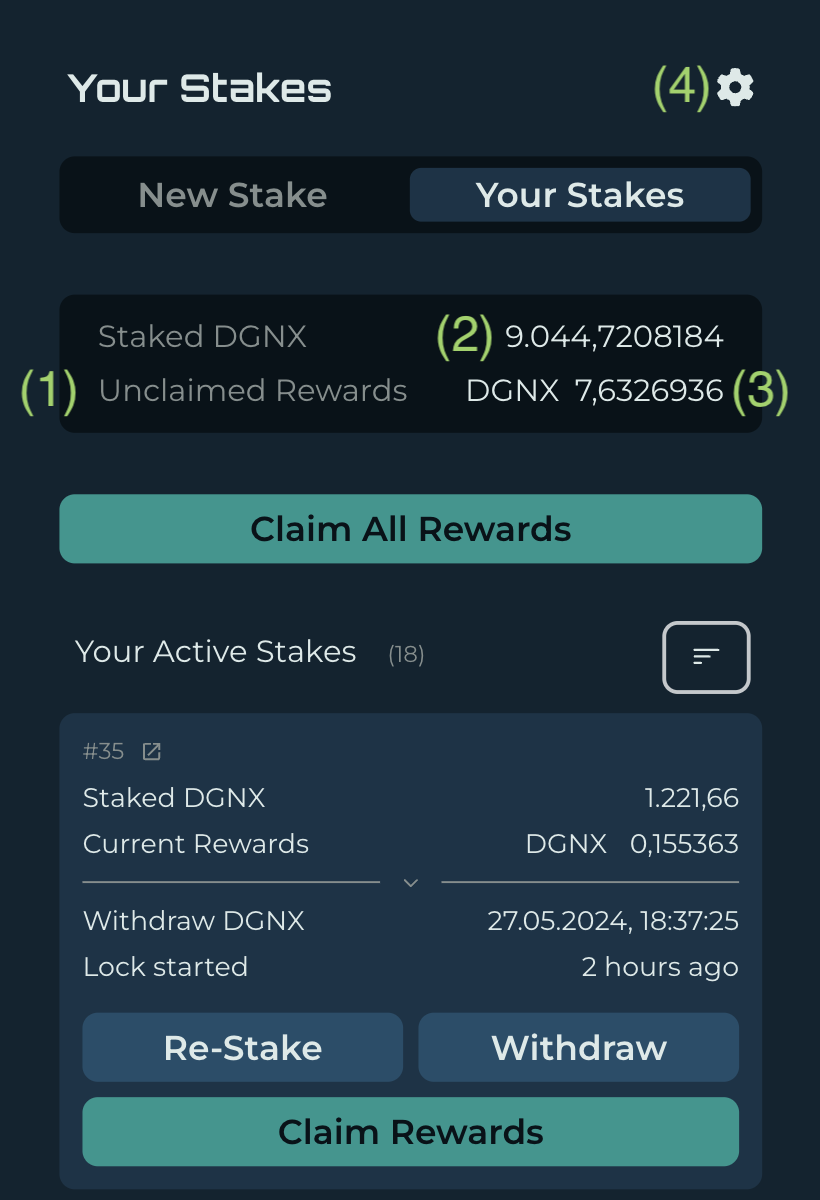 Your Stakes (4)
New Stake Your Stakes
Staked DGNX (2) 9.044,7208184
(1) Unclaimed Rewards DGNX 7,6326936 (3)
Claim All Rewards
Your Active Stakes (18)
#35
Staked DGNX 1.221,66
Current Rewards DGNX 0,155363
Withdraw DGNX 27.05.2024, 18:37:25
Lock started 2 hours ago
Re-Stake Withdraw
Claim Rewards